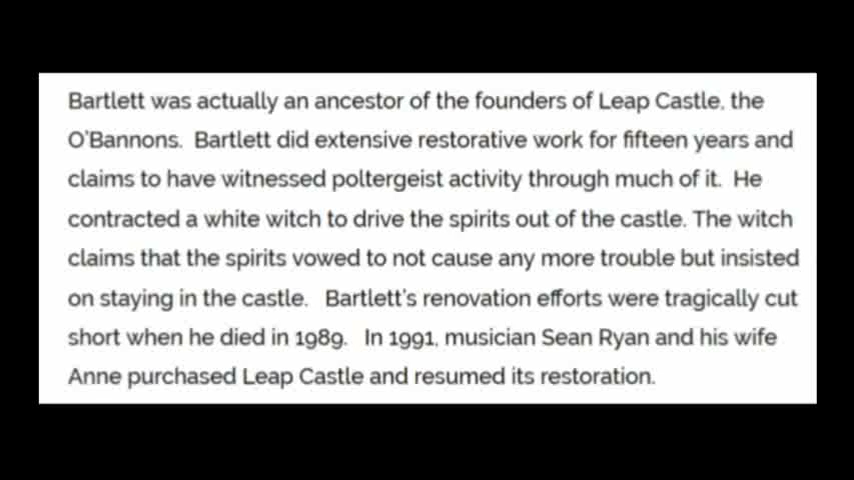 Bartlett was actually an ancestor of the founders of Leap Castle, the
O'Bannons.  Bartlett did extensive restorative work for fifteen years and
claims to have witnessed poltergeist activity through much of it.  He
contracted a white witch to drive the spirits out of the castle. The witch
claims that the spirits vowed to not cause any more trouble but insisted
on staying in the castle.   Bartlett's renovation efforts were tragically cut
short when he died in 1989.   In 1991, musician Sean Ryan and his wife
Anne purchased Leap Castle and resumed its restoration.